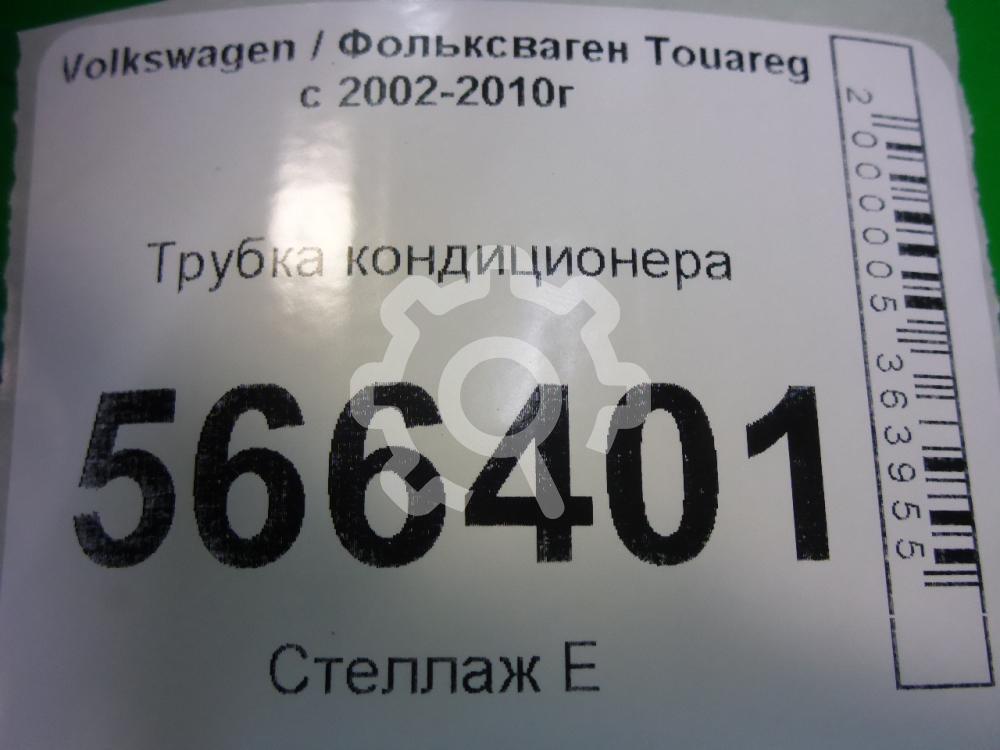 Volkswagen / Фольксваген Touareg
с 2002-2010г
Трубка кондиционера
566401
Стеллаж Е
2000005363955